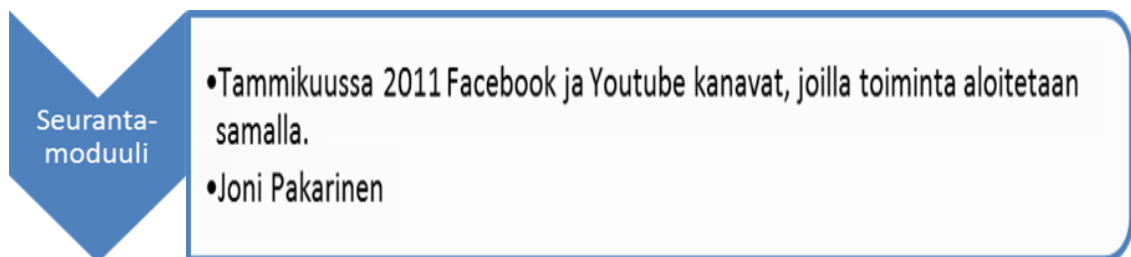 Seuranta-
moduuli
•Tammikuussa 2011 Facebook ja Youtube kanavat, joilla toiminta aloitetaan
samalla.
•Joni Pakarinen